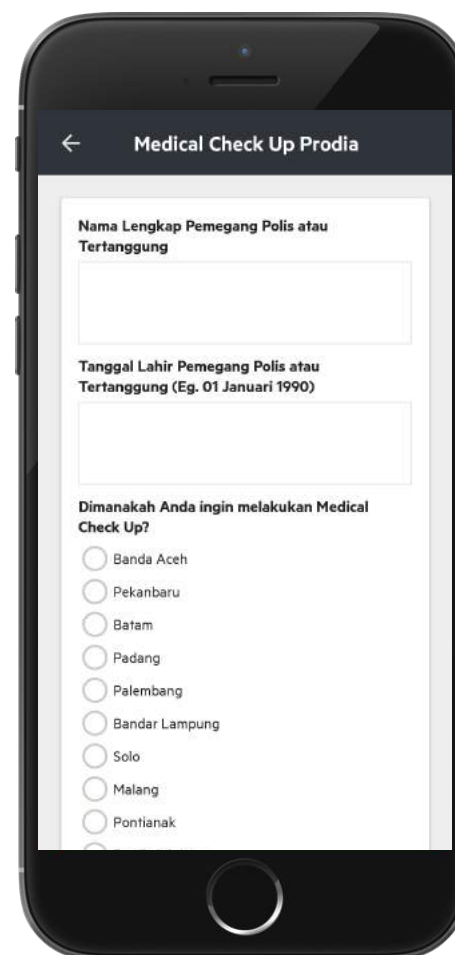 Medical Check Up Prodia
Nama Lengkap Pemegang Polis atau
Tertanggung
Tanggal Lahir Pemegang Polis atau
Tertanggung (Eg. 01 Januari 1990)
Dimanakah Anda ingin melakukan Medical
Check Up?
Banda Aceh
Pekanbaru
Batam
Padang
Palembang
Bandar Lampung
Solo
Malang
Pontianak